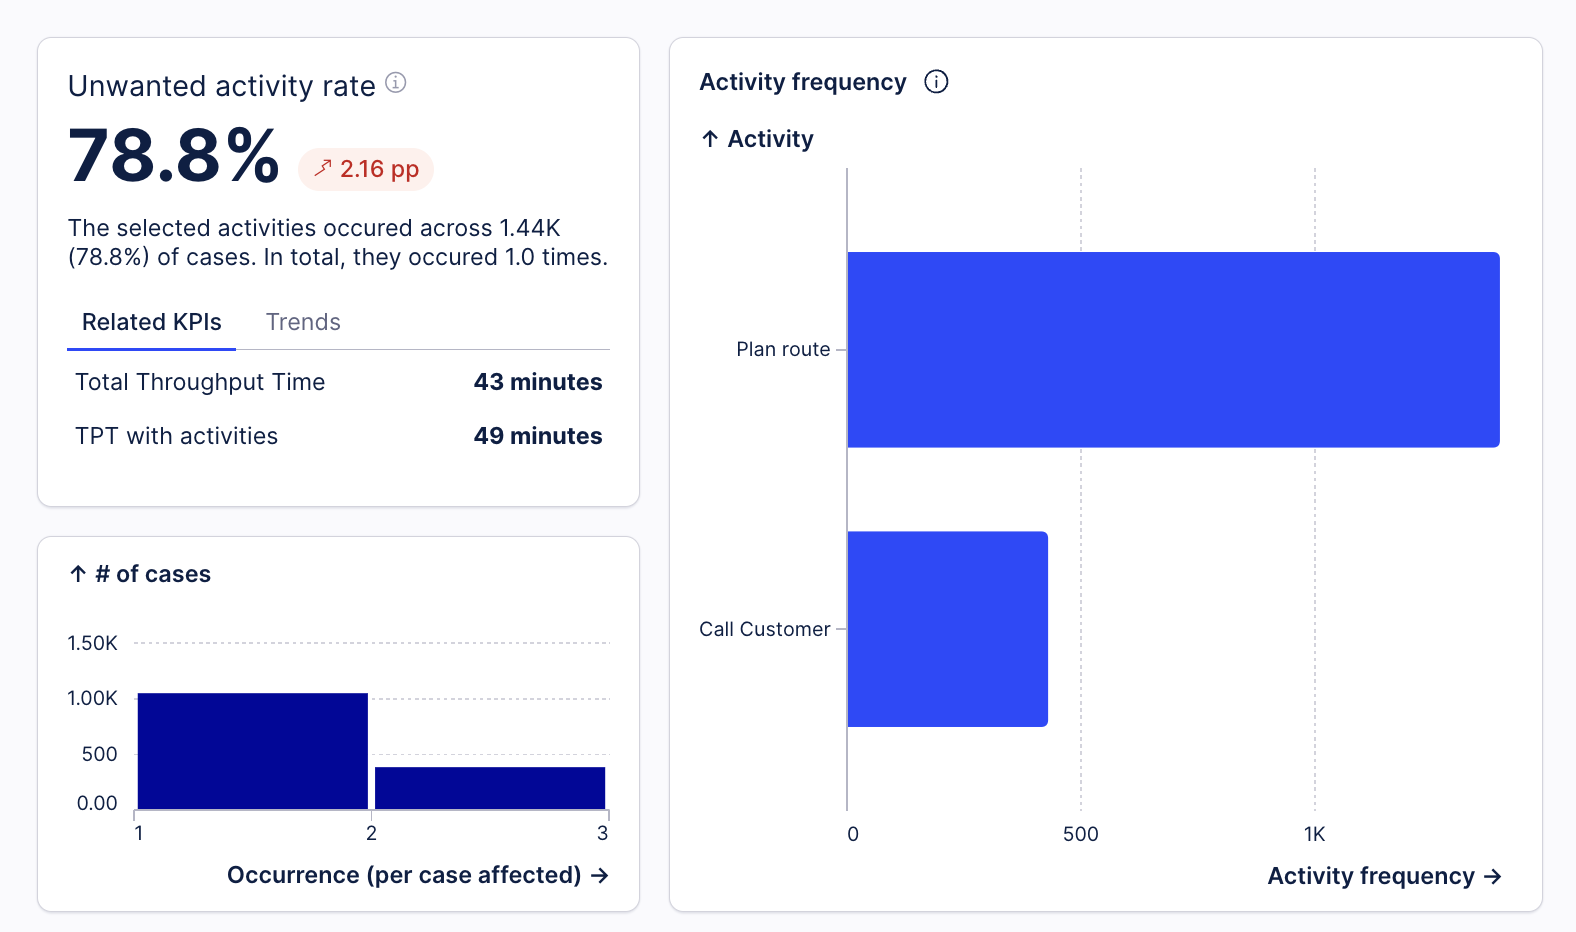 Unwanted activity rate
78.8%
2.16 pp
The selected activities occured across 1.44K
(78.8%) of cases. In total, they occured 1.0 times.
Related KPIs Trends
Total Throughput Time 43 minutes
TPT with activities 49 minutes
↑ # of cases
1.50K
1.00K
500
0.00
1 2 3
Occurrence (per case affected) →
Activity frequency
↑ Activity
Plan route
Call Customer
0 500 1K
Activity frequency →